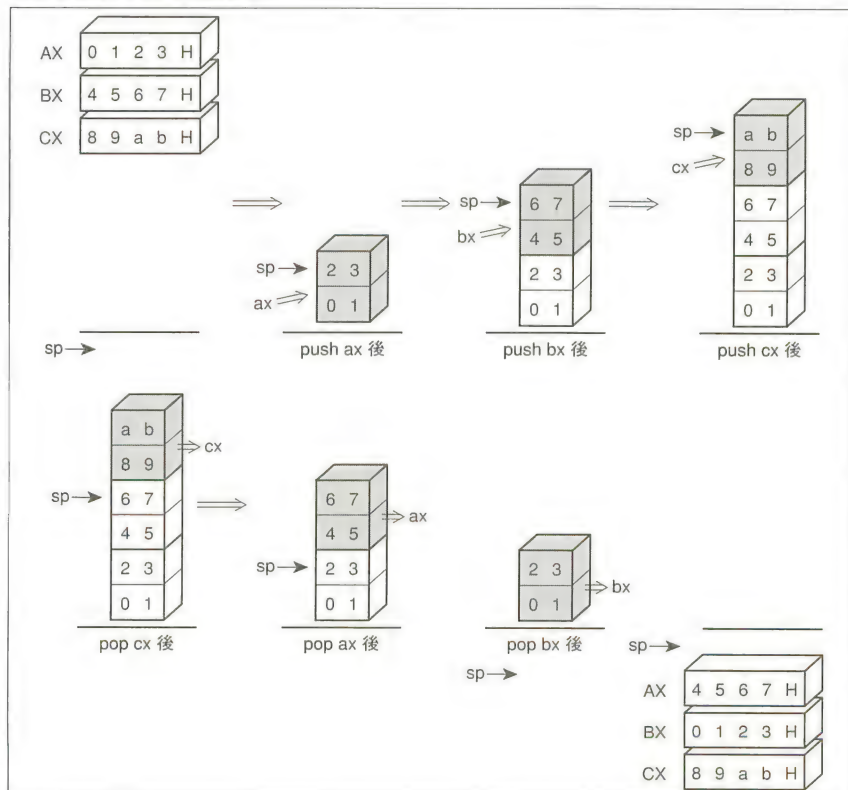 AX 0 1 2 3 H
BX 4 5 6 7 H
CX 8 9 a b H
sp
sp
ax
2 3
0 1
push ax 後
sp
bx
6 7
4 5
2 3
0 1
push bx 後
sp
cx
a b
8 9
6 7
4 5
2 3
0 1
push cx 後
a b
8 9
6 7
4 5
2 3
0 1
cx
sp
pop cx 後
6 7
4 5
2 3
0 1
ax
sp
pop ax 後
2 3
0 1
bx
pop bx 後
sp
sp
AX 4 5 6 7 H
BX 0 1 2 3 H
CX 8 9 a b H